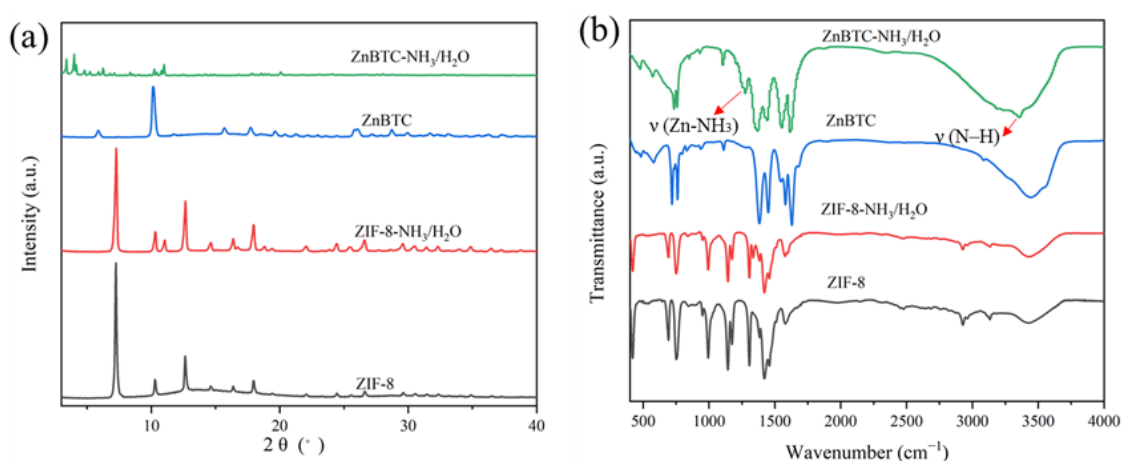 (a)
ZnBTC-NH₃/H₂O
ZnBTC
ZIF-8-NH₃/H₂O
ZIF-8
Intensity (a.u.)
10
20
30
40
2 θ (°)
(b)
ZnBTC-NH₃/H₂O
ν (Zn-NH₃)
ZnBTC
ν (N–H)
ZIF-8-NH₃/H₂O
ZIF-8
Transmittance (a.u.)
500 1000 1500 2000 2500 3000 3500 4000
Wavenumber (cm⁻¹)